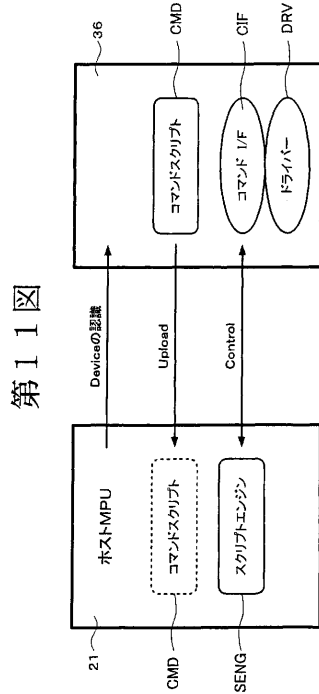 第１１図
21
ホストMPU
コマンドスクリプト
CMD
スクリプトエンジン
SENG
Deviceの認識
Upload
Control
36
コマンドスクリプト
CMD
コマンド I/F
CIF
ドライバー
DRV